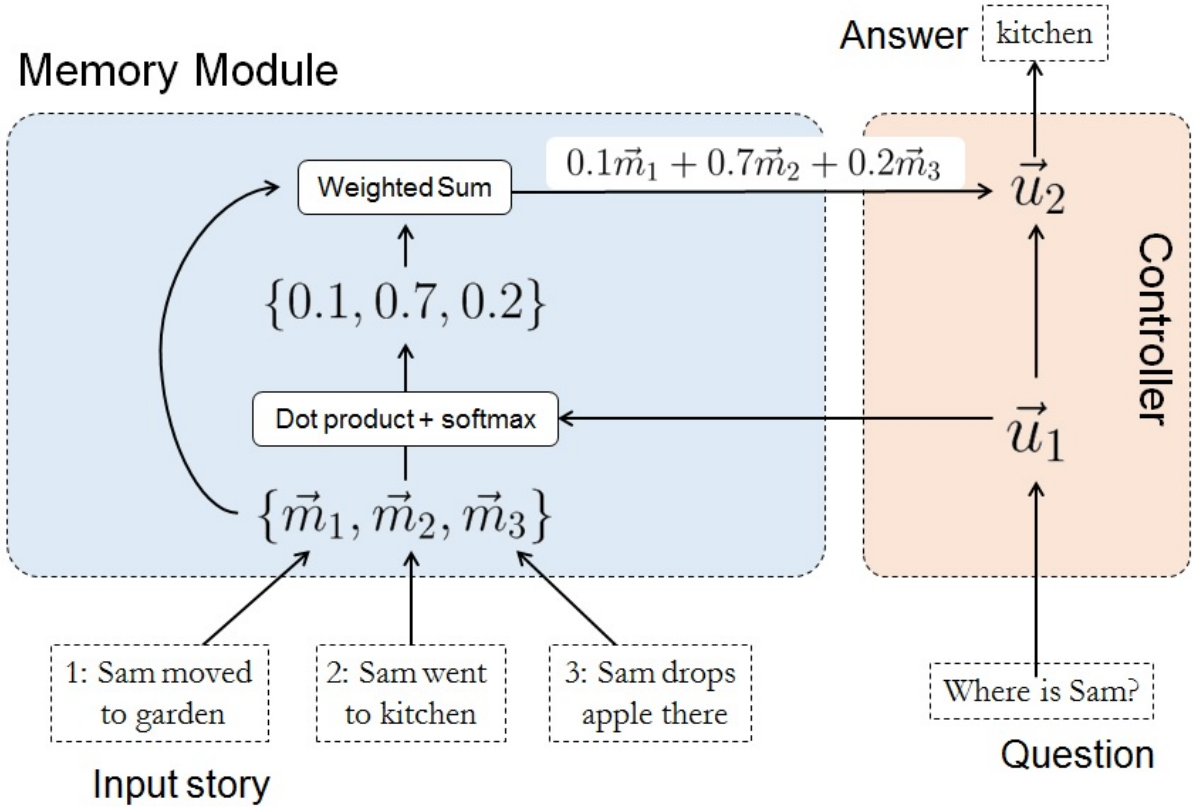 Answer
kitchen
Memory Module
0.1m⃗₁ + 0.7m⃗₂ + 0.2m⃗₃
Weighted Sum
u⃗₂
{0.1, 0.7, 0.2}
Controller
Dot product + softmax
u⃗₁
{m⃗₁, m⃗₂, m⃗₃}
1: Sam moved
to garden
2: Sam went
to kitchen
3: Sam drops
apple there
Where is Sam?
Question
Input story